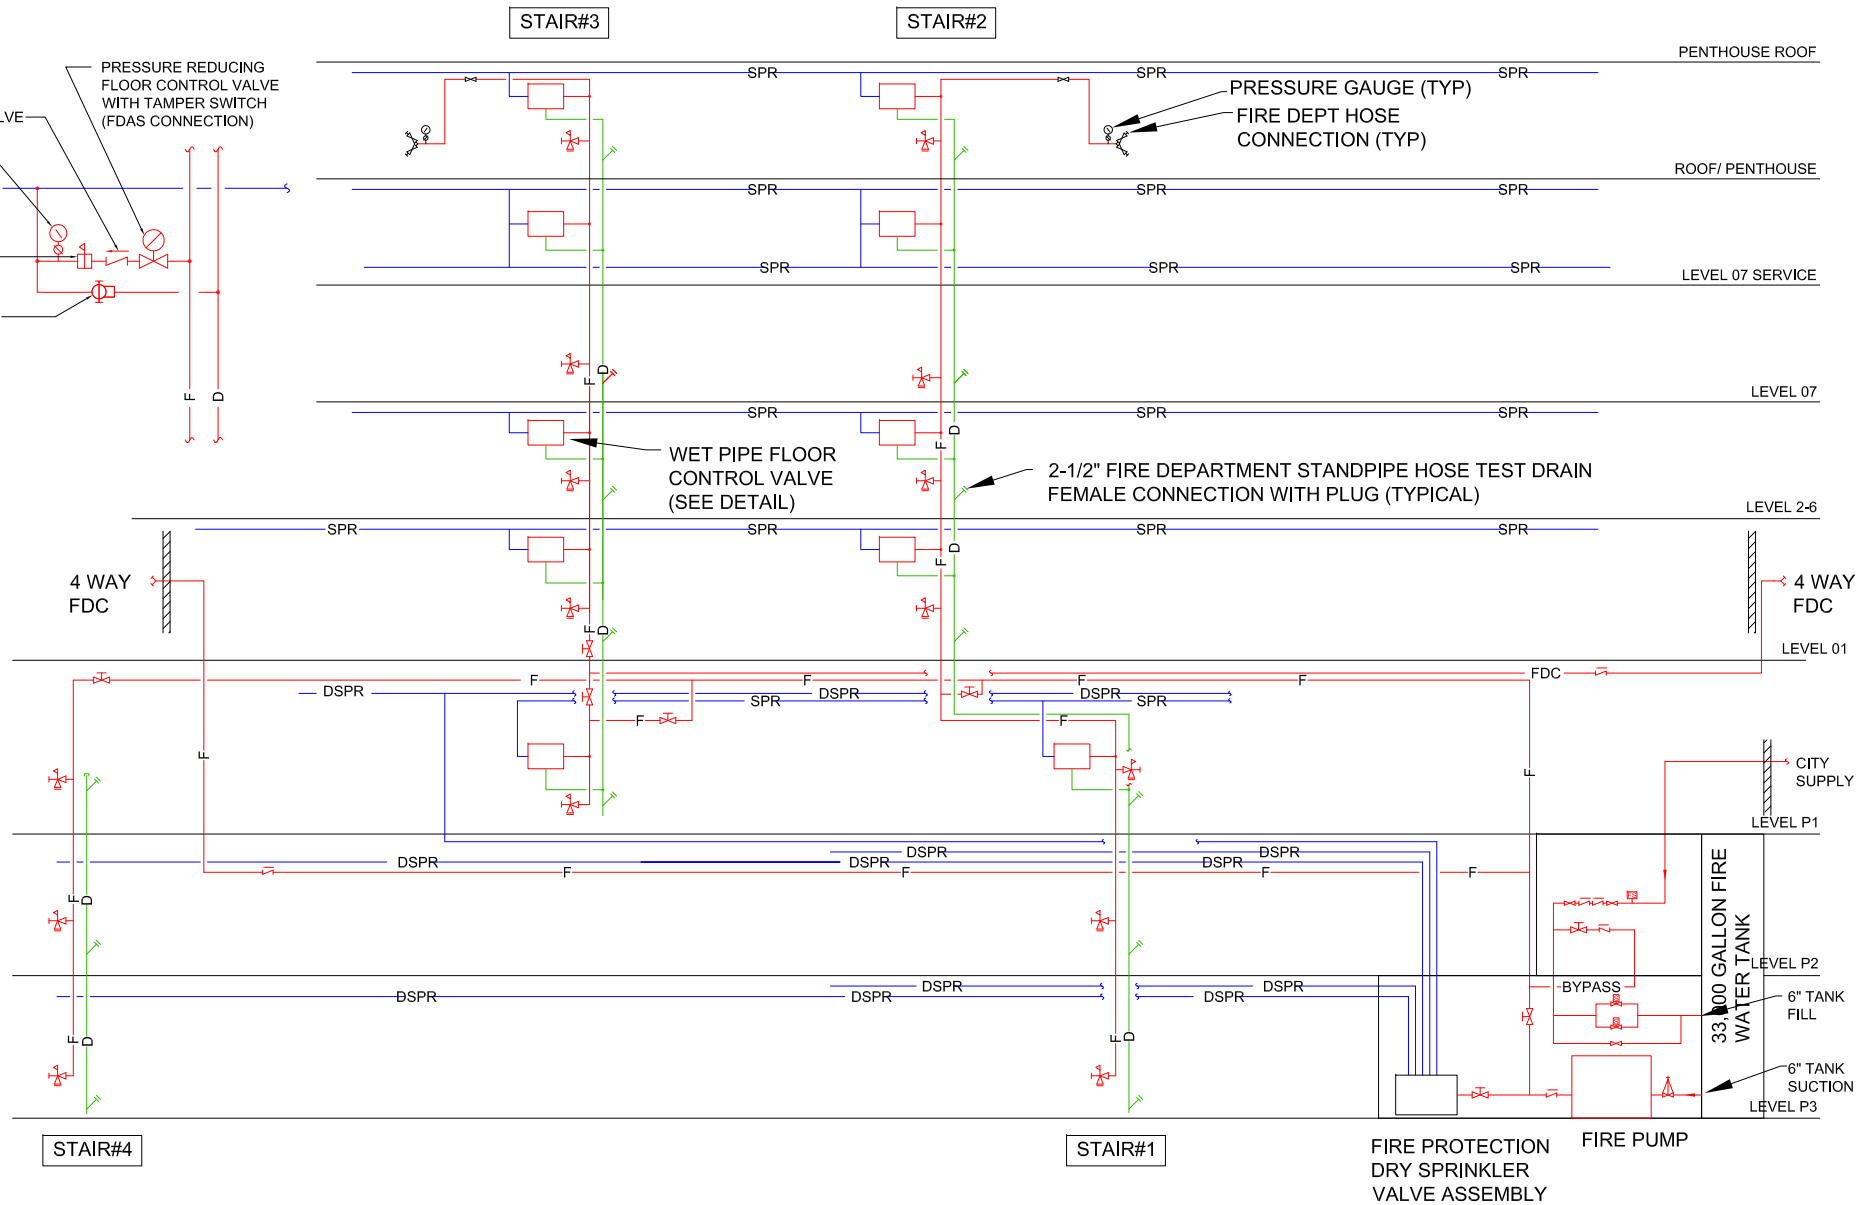 STAIR#3
STAIR#2
PENTHOUSE ROOF
PRESSURE REDUCING
FLOOR CONTROL VALVE
WITH TAMPER SWITCH
(FDAS CONNECTION)
LVE
SPR
SPR
SPR
PRESSURE GAUGE (TYP)
FIRE DEPT HOSE
CONNECTION (TYP)
ROOF/ PENTHOUSE
SPR
SPR
SPR
SPR
SPR
SPR
LEVEL 07 SERVICE
F
D
F
D
LEVEL 07
SPR
SPR
SPR
F
D
WET PIPE FLOOR
CONTROL VALVE
(SEE DETAIL)
2-1/2" FIRE DEPARTMENT STANDPIPE HOSE TEST DRAIN
FEMALE CONNECTION WITH PLUG (TYPICAL)
LEVEL 2-6
SPR
SPR
SPR
SPR
F
D
4 WAY
FDC
4 WAY
FDC
F
D
LEVEL 01
F
F
F
F
FDC
DSPR
DSPR
DSPR
SPR
SPR
F
F
F
F
CITY
SUPPLY
LEVEL P1
DSPR
DSPR
DSPR
DSPR
DSPR
F
F
F
F
F
D
33,000 GALLON FIRE
WATER TANK
LEVEL P2
DSPR
DSPR
DSPR
DSPR
DSPR
BYPASS
6" TANK
FILL
F
D
F
D
6" TANK
SUCTION
LEVEL P3
STAIR#4
STAIR#1
FIRE PROTECTION
DRY SPRINKLER
VALVE ASSEMBLY
FIRE PUMP